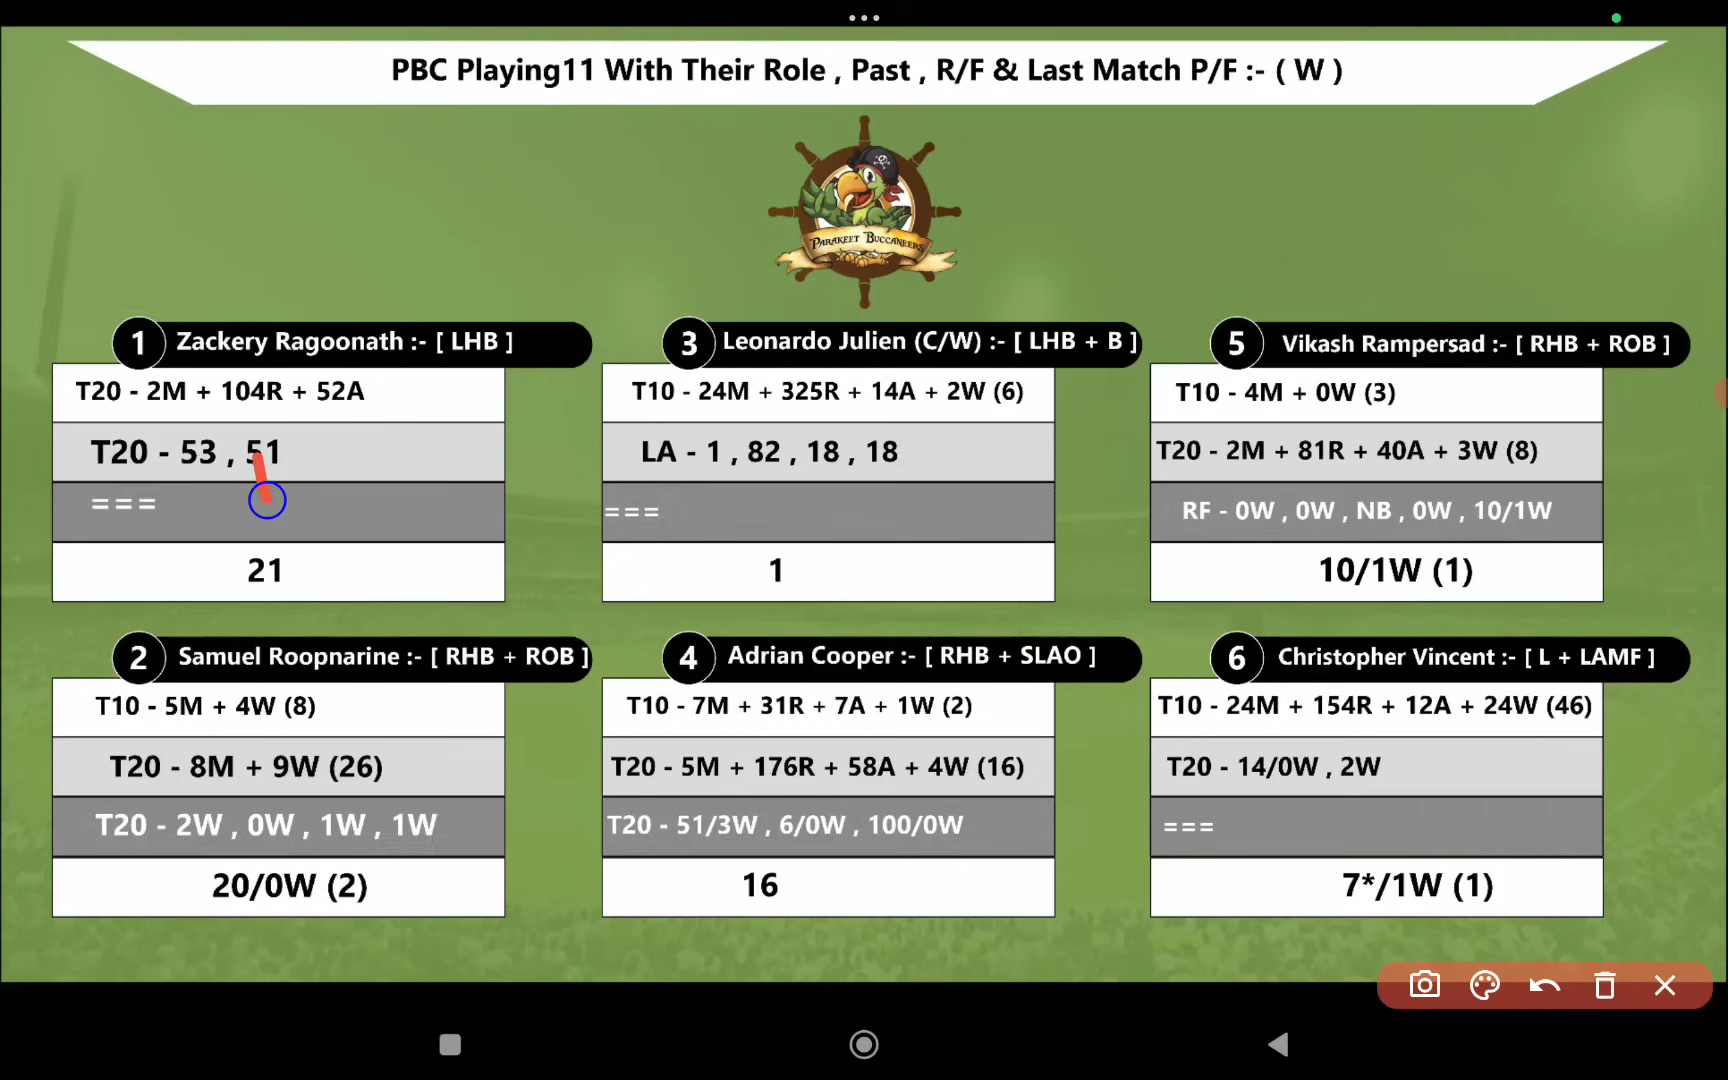 PBC Playing11 With Their Role , Past , R/F & Last Match P/F :- ( W )
PARAKEET BUCCANEERS
1 Zackery Ragoonath :- [ LHB ]
T20 - 2M + 104R + 52A
T20 - 53 , 51
===
21
2 Samuel Roopnarine :- [ RHB + ROB ]
T10 - 5M + 4W (8)
T20 - 8M + 9W (26)
T20 - 2W , 0W , 1W , 1W
20/0W (2)
3 Leonardo Julien (C/W) :- [ LHB + B ]
T10 - 24M + 325R + 14A + 2W (6)
LA - 1 , 82 , 18 , 18
===
1
4 Adrian Cooper :- [ RHB + SLAO ]
T10 - 7M + 31R + 7A + 1W (2)
T20 - 5M + 176R + 58A + 4W (16)
T20 - 51/3W , 6/0W , 100/0W
16
5 Vikash Rampersad :- [ RHB + ROB ]
T10 - 4M + 0W (3)
T20 - 2M + 81R + 40A + 3W (8)
RF - 0W , 0W , NB , 0W , 10/1W
10/1W (1)
6 Christopher Vincent :- [ L + LAMF ]
T10 - 24M + 154R + 12A + 24W (46)
T20 - 14/0W , 2W
===
7*/1W (1)